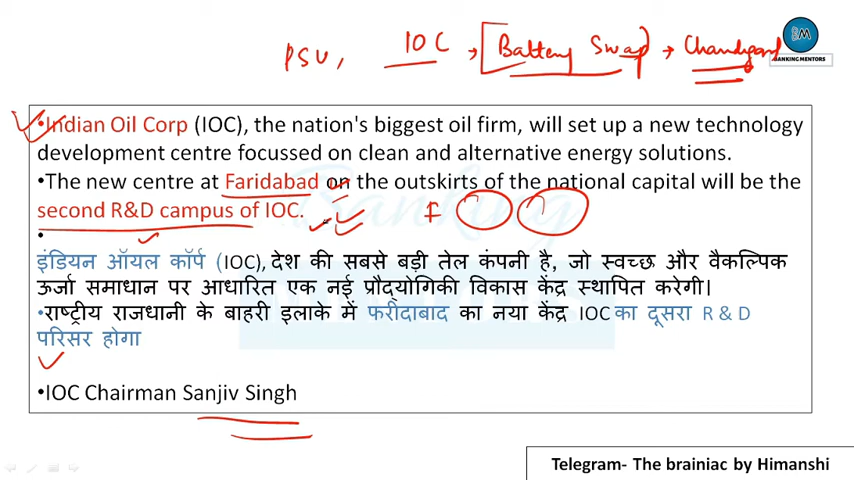 PSU, IOC → [Battery Swap] → Chandigarh
BANKING MENTORS
•Indian Oil Corp (IOC), the nation's biggest oil firm, will set up a new technology
development centre focussed on clean and alternative energy solutions.
•The new centre at Faridabad on the outskirts of the national capital will be the
second R&D campus of IOC.
•
इंडियन ऑयल कॉर्प (IOC), देश की सबसे बड़ी तेल कंपनी है, जो स्वच्छ और वैकल्पिक
ऊर्जा समाधान पर आधारित एक नई प्रौद्योगिकी विकास केंद्र स्थापित करेगी।
•राष्ट्रीय राजधानी के बाहरी इलाके में फरीदाबाद का नया केंद्र IOC का दूसरा R & D
परिसर होगा
•IOC Chairman Sanjiv Singh
Telegram- The brainiac by Himanshi